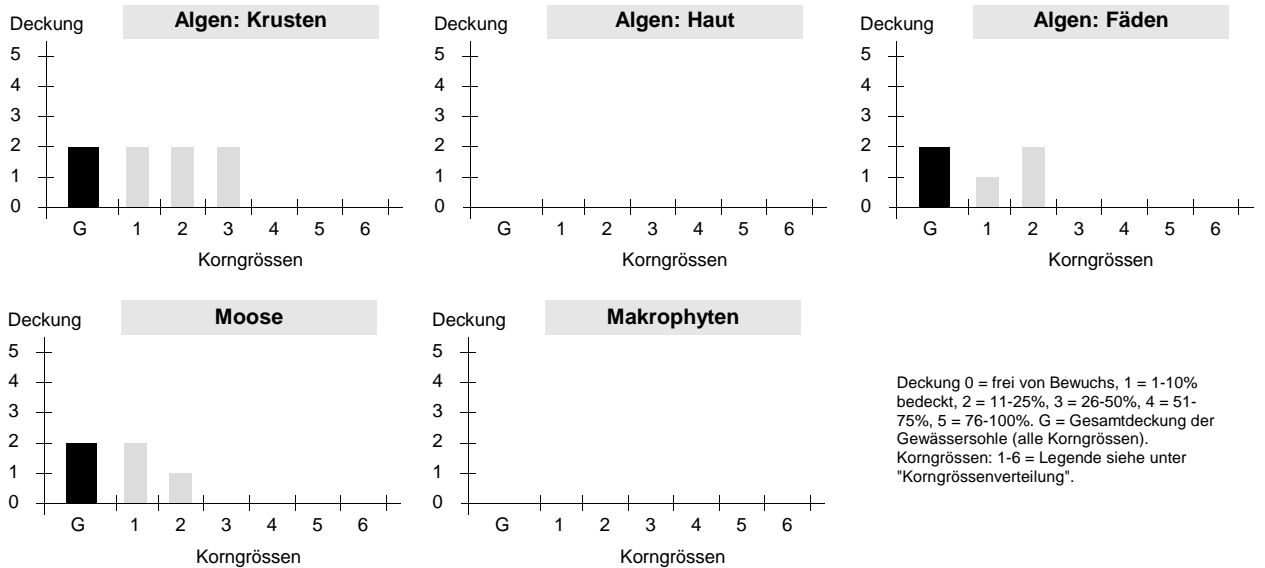 Deckung
Algen: Krusten
5
4
3
2
1
0
G 1 2 3 4 5 6
Korngrössen
Deckung
Algen: Haut
5
4
3
2
1
0
G 1 2 3 4 5 6
Korngrössen
Deckung
Algen: Fäden
5
4
3
2
1
0
G 1 2 3 4 5 6
Korngrössen
Deckung
Moose
5
4
3
2
1
0
G 1 2 3 4 5 6
Korngrössen
Deckung
Makrophyten
5
4
3
2
1
0
G 1 2 3 4 5 6
Korngrössen
Deckung 0 = frei von Bewuchs, 1 = 1-10%
bedeckt, 2 = 11-25%, 3 = 26-50%, 4 = 51-
75%, 5 = 76-100%. G = Gesamtdeckung der
Gewässersohle (alle Korngrössen).
Korngrössen: 1-6 = Legende siehe unter
"Korngrössenverteilung".